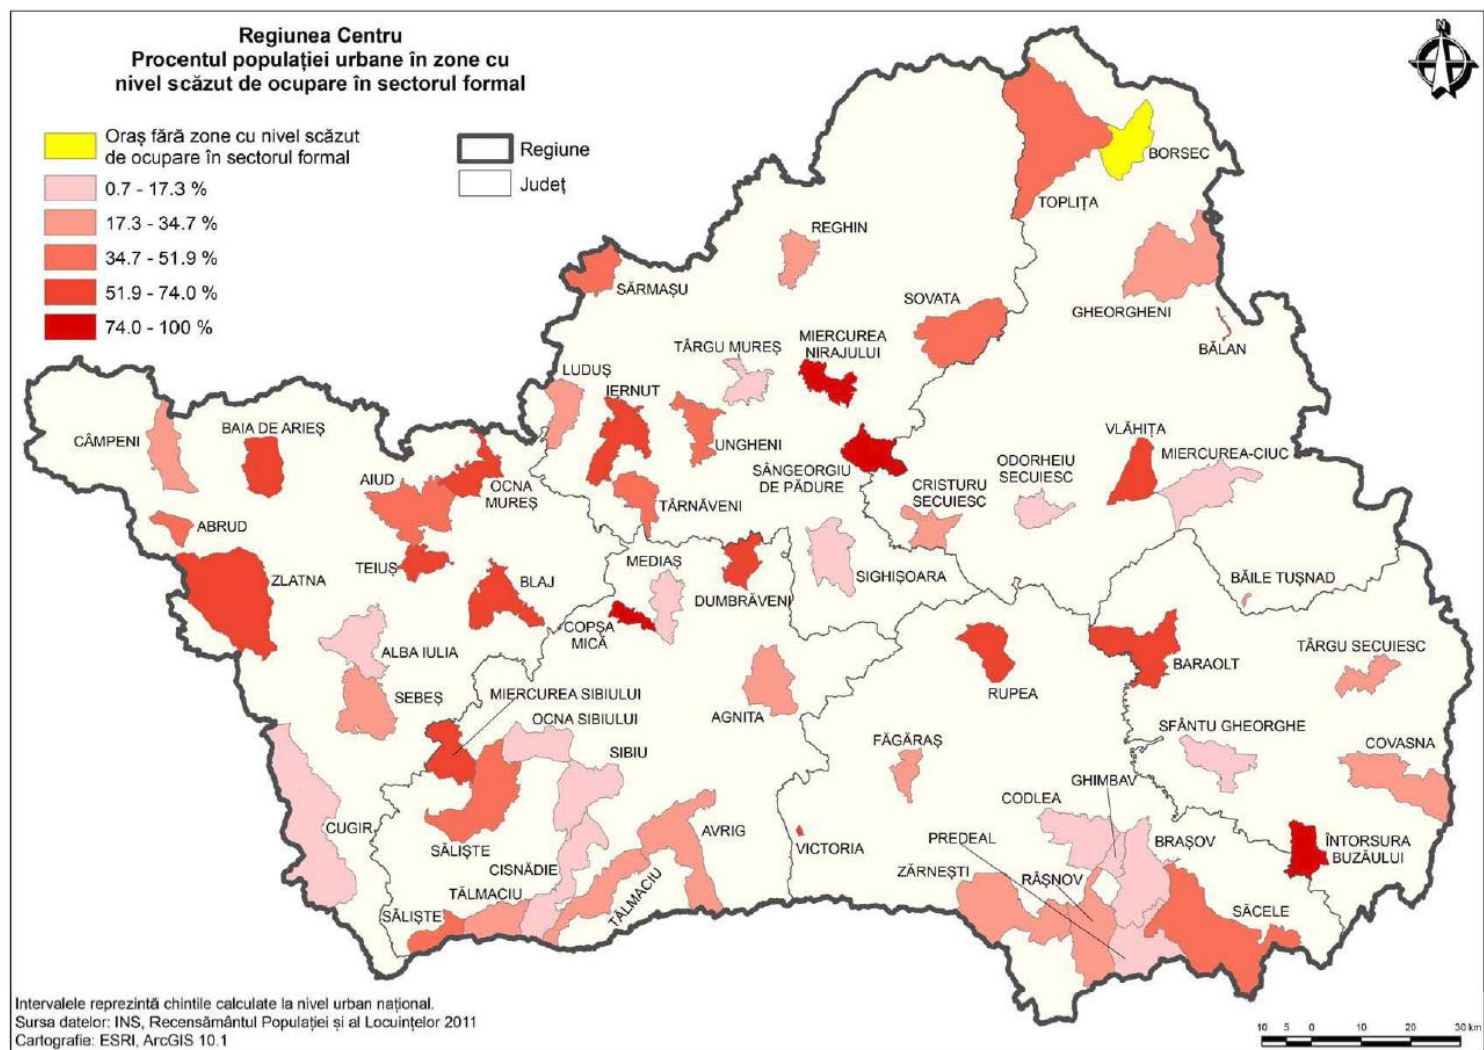 Regiunea Centru
Procentul populației urbane în zone cu
nivel scăzut de ocupare în sectorul formal
Oraș fără zone cu nivel scăzut
de ocupare în sectorul formal
0.7 - 17.3 %
17.3 - 34.7 %
34.7 - 51.9 %
51.9 - 74.0 %
74.0 - 100 %
Regiune
Județ
N
BORSEC
TOPLIȚA
REGHIN
SĂRMAȘU
SOVATA
GHEORGHENI
BĂLAN
TÂRGU MUREȘ
MIERCUREA
NIRAJULUI
LUDUȘ
IERNUT
UNGHENI
CÂMPENI
BAIA DE ARIEȘ
AIUD
OCNA
MUREȘ
TÂRNĂVENI
SÂNGEORGIU
DE PĂDURE
CRISTURU
SECUIESC
ODORHEIU
SECUIESC
VLĂHIȚA
MIERCUREA-CIUC
ABRUD
ZLATNA
TEIUȘ
BLAJ
MEDIAȘ
DUMBRĂVENI
SIGHIȘOARA
BĂILE TUȘNAD
COPȘA
MICĂ
ALBA IULIA
SEBEȘ
MIERCUREA SIBIULUI
OCNA SIBIULUI
SIBIU
AGNITA
RUPEA
BARAOLT
TÂRGU SECUIESC
SFÂNTU GHEORGHE
COVASNA
FĂGĂRAȘ
GHIMBAV
CODLEA
CUGIR
SĂLIȘTE
CISNĂDIE
AVRIG
VICTORIA
PREDEAL
BRAȘOV
ÎNTORSURA
BUZĂULUI
ZĂRNEȘTI
RÂȘNOV
SĂCELE
TĂLMACIU
TĂLMACIU
SĂLIȘTE
Intervalele reprezintă chintile calculate la nivel urban național.
Sursa datelor: INS, Recensământul Populației și al Locuințelor 2011
Cartografie: ESRI, ArcGIS 10.1
10 5 0 10 20 30 km